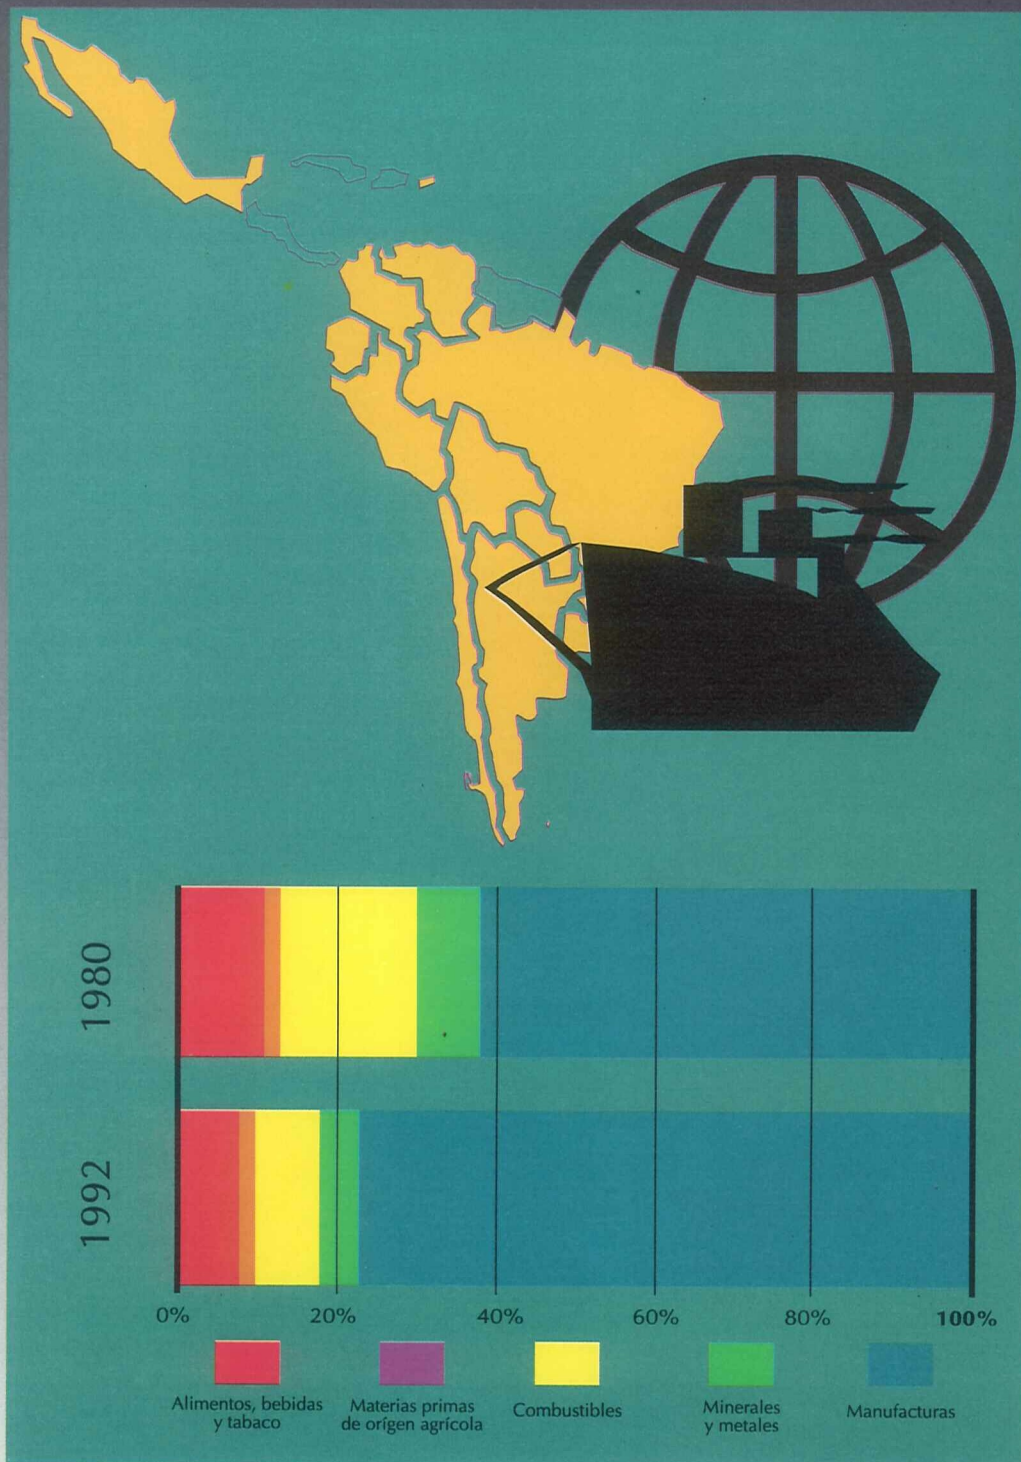 1980
1992
0%
20%
40%
60%
80%
100%
Alimentos, bebidas
y tabaco
Materias primas
de orígen agrícola
Combustibles
Minerales
y metales
Manufacturas